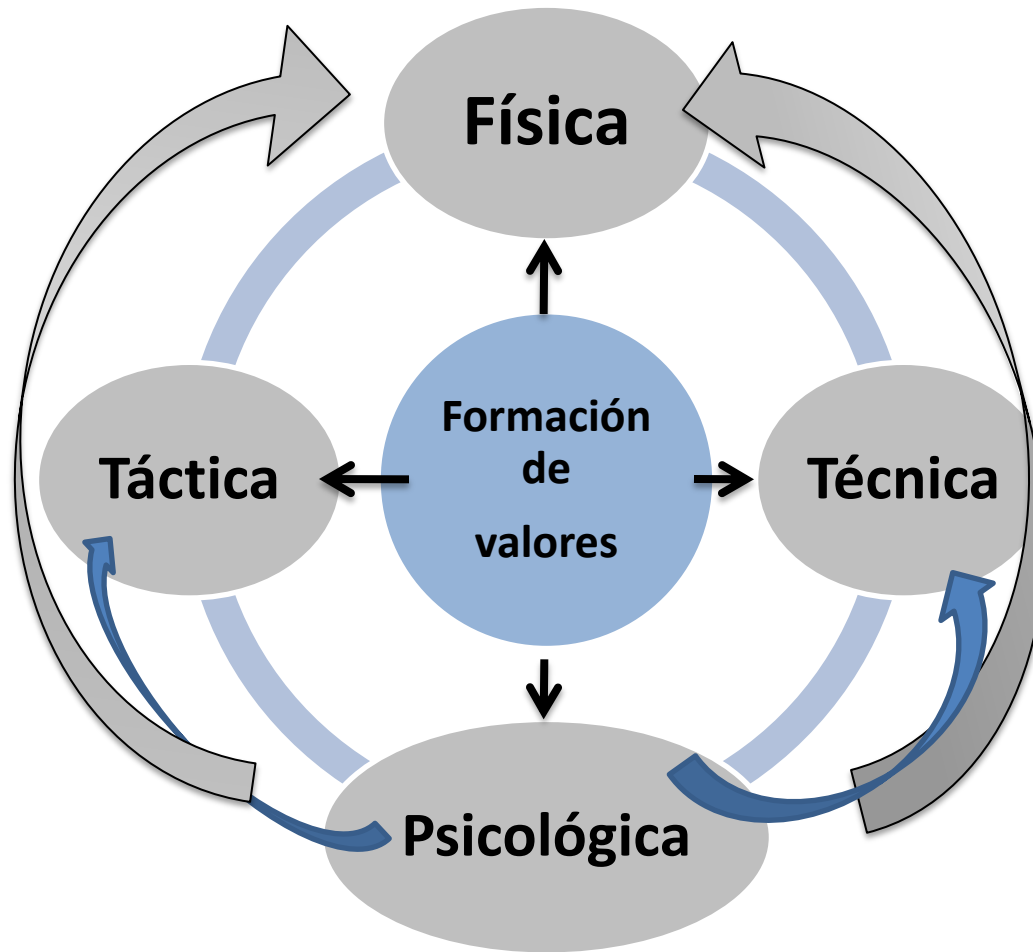 Física
Táctica
Formación
de
valores
Técnica
Psicológica